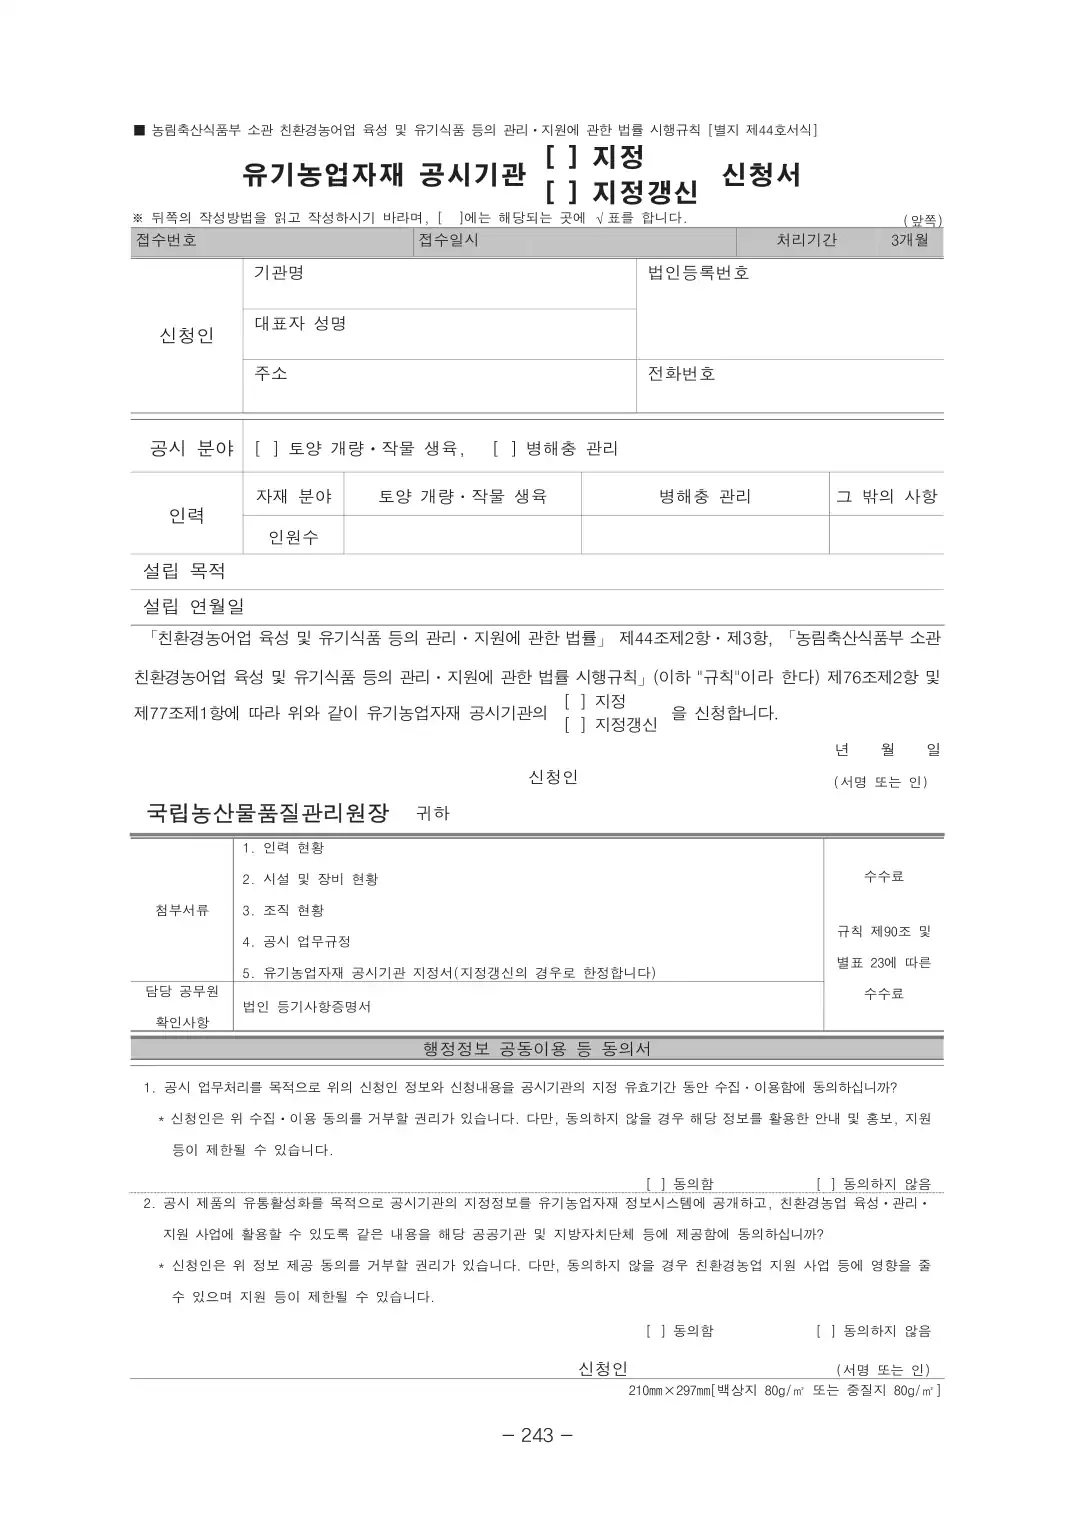 ■ 농림축산식품부 소관 친환경농어업 육성 및 유기식품 등의 관리ㆍ지원에 관한 법률 시행규칙 [별지 제44호서식]
유기농업자재 공시기관 [ ] 지정 [ ] 지정갱신 신청서
※ 뒤쪽의 작성방법을 읽고 작성하시기 바라며, [ ]에는 해당되는 곳에 √표를 합니다. (앞쪽)
접수번호 접수일시 처리기간 3개월
신청인
기관명 법인등록번호
대표자 성명
주소 전화번호
공시 분야 [ ] 토양 개량ㆍ작물 생육, [ ] 병해충 관리
인력
자재 분야 토양 개량ㆍ작물 생육 병해충 관리 그 밖의 사항
인원수
설립 목적
설립 연월일
「친환경농어업 육성 및 유기식품 등의 관리ㆍ지원에 관한 법률」 제44조제2항ㆍ제3항, 「농림축산식품부 소관
친환경농어업 육성 및 유기식품 등의 관리ㆍ지원에 관한 법률 시행규칙」(이하 "규칙"이라 한다) 제76조제2항 및
제77조제1항에 따라 위와 같이 유기농업자재 공시기관의 [ ] 지정 [ ] 지정갱신 을 신청합니다.
년 월 일
신청인 (서명 또는 인)
국립농산물품질관리원장 귀하
첨부서류
1. 인력 현황
2. 시설 및 장비 현황
3. 조직 현황
4. 공시 업무규정
5. 유기농업자재 공시기관 지정서(지정갱신의 경우로 한정합니다)
수수료
규칙 제90조 및
별표 23에 따른
수수료
담당 공무원
확인사항
법인 등기사항증명서
행정정보 공동이용 등 동의서
1. 공시 업무처리를 목적으로 위의 신청인 정보와 신청내용을 공시기관의 지정 유효기간 동안 수집ㆍ이용함에 동의하십니까?
* 신청인은 위 수집ㆍ이용 동의를 거부할 권리가 있습니다. 다만, 동의하지 않을 경우 해당 정보를 활용한 안내 및 홍보, 지원
등이 제한될 수 있습니다.
[ ] 동의함 [ ] 동의하지 않음
2. 공시 제품의 유통활성화를 목적으로 공시기관의 지정정보를 유기농업자재 정보시스템에 공개하고, 친환경농업 육성ㆍ관리ㆍ
지원 사업에 활용할 수 있도록 같은 내용을 해당 공공기관 및 지방자치단체 등에 제공함에 동의하십니까?
* 신청인은 위 정보 제공 동의를 거부할 권리가 있습니다. 다만, 동의하지 않을 경우 친환경농업 지원 사업 등에 영향을 줄
수 있으며 지원 등이 제한될 수 있습니다.
[ ] 동의함 [ ] 동의하지 않음
신청인 (서명 또는 인)
210㎜×297㎜[백상지 80g/㎡ 또는 중질지 80g/㎡]
- 243 -